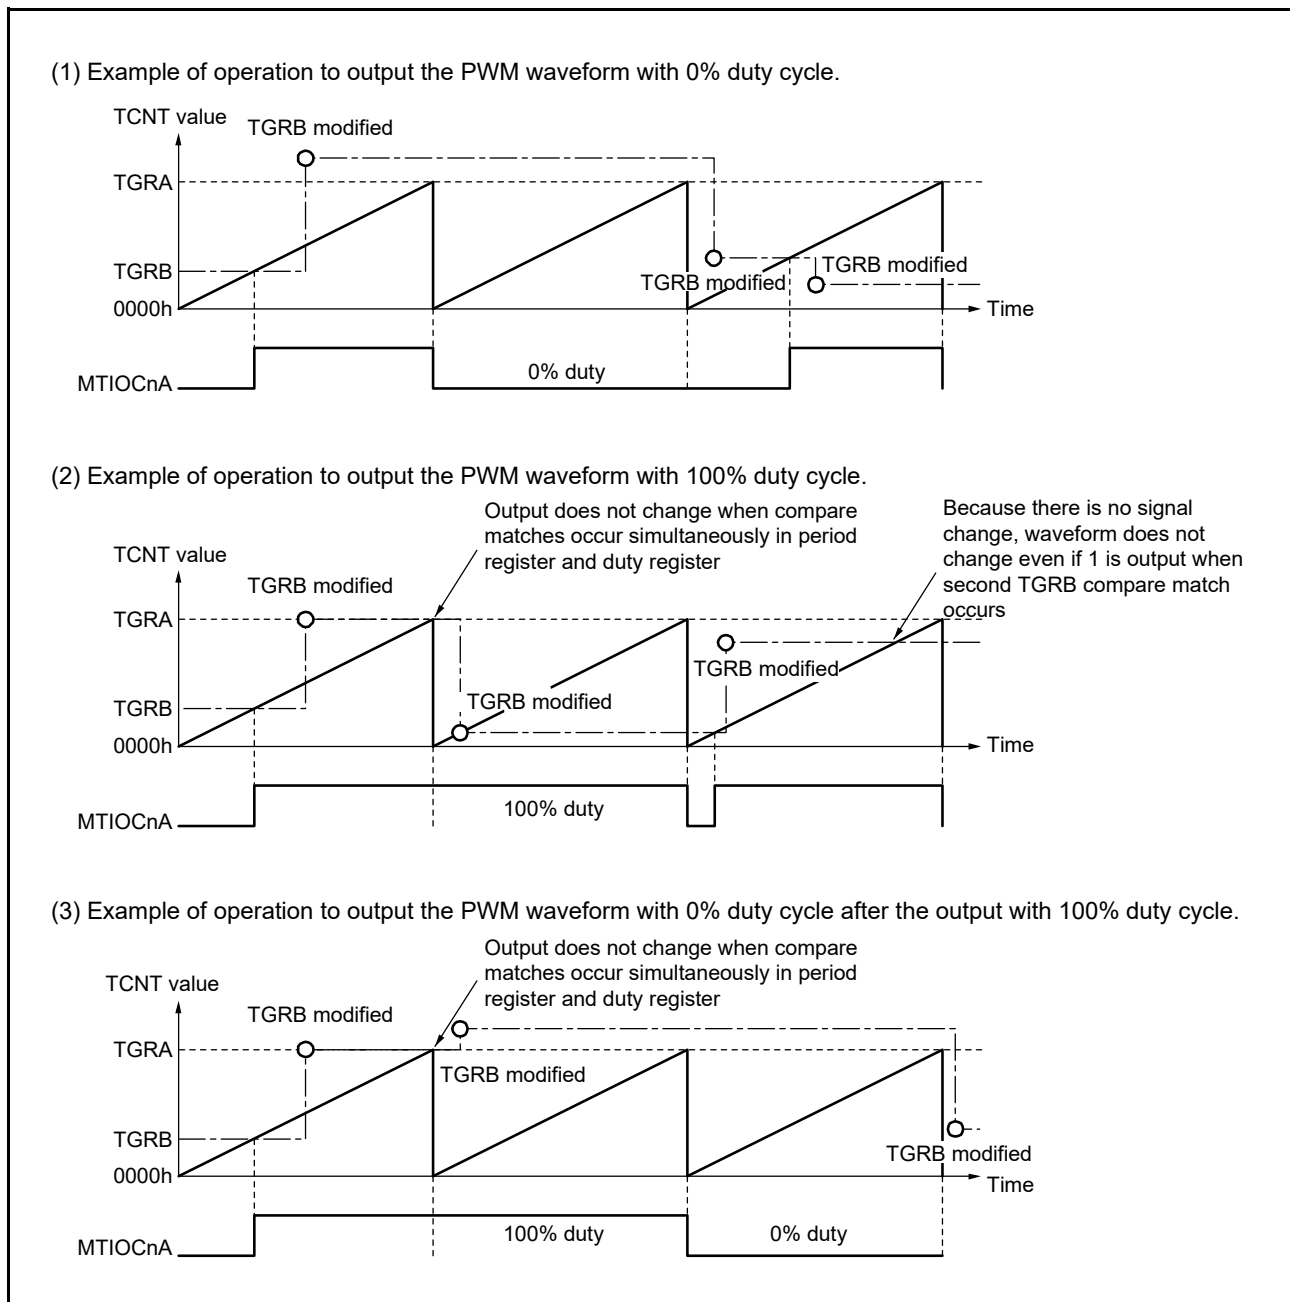 (1) Example of operation to output the PWM waveform with 0% duty cycle.
TCNT value
TGRB modified
TGRA
TGRB
TGRB modified
TGRB modified
0000h
Time
0% duty
MTIOCnA
(2) Example of operation to output the PWM waveform with 100% duty cycle.
Output does not change when compare
matches occur simultaneously in period
register and duty register
Because there is no signal
change, waveform does not
change even if 1 is output when
second TGRB compare match
occurs
TCNT value
TGRB modified
TGRA
TGRB modified
TGRB modified
TGRB
0000h
Time
100% duty
MTIOCnA
(3) Example of operation to output the PWM waveform with 0% duty cycle after the output with 100% duty cycle.
Output does not change when compare
matches occur simultaneously in period
register and duty register
TCNT value
TGRB modified
TGRA
TGRB modified
TGRB
TGRB modified
0000h
Time
100% duty
0% duty
MTIOCnA